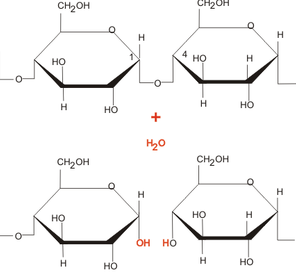 CH₂OH CH₂OH
O O
H H
HO 1 4 HO H
O O
H HO H HO
+
H₂O
CH₂OH CH₂OH
O O
H H
HO HO H
O OH HO
H HO H HO